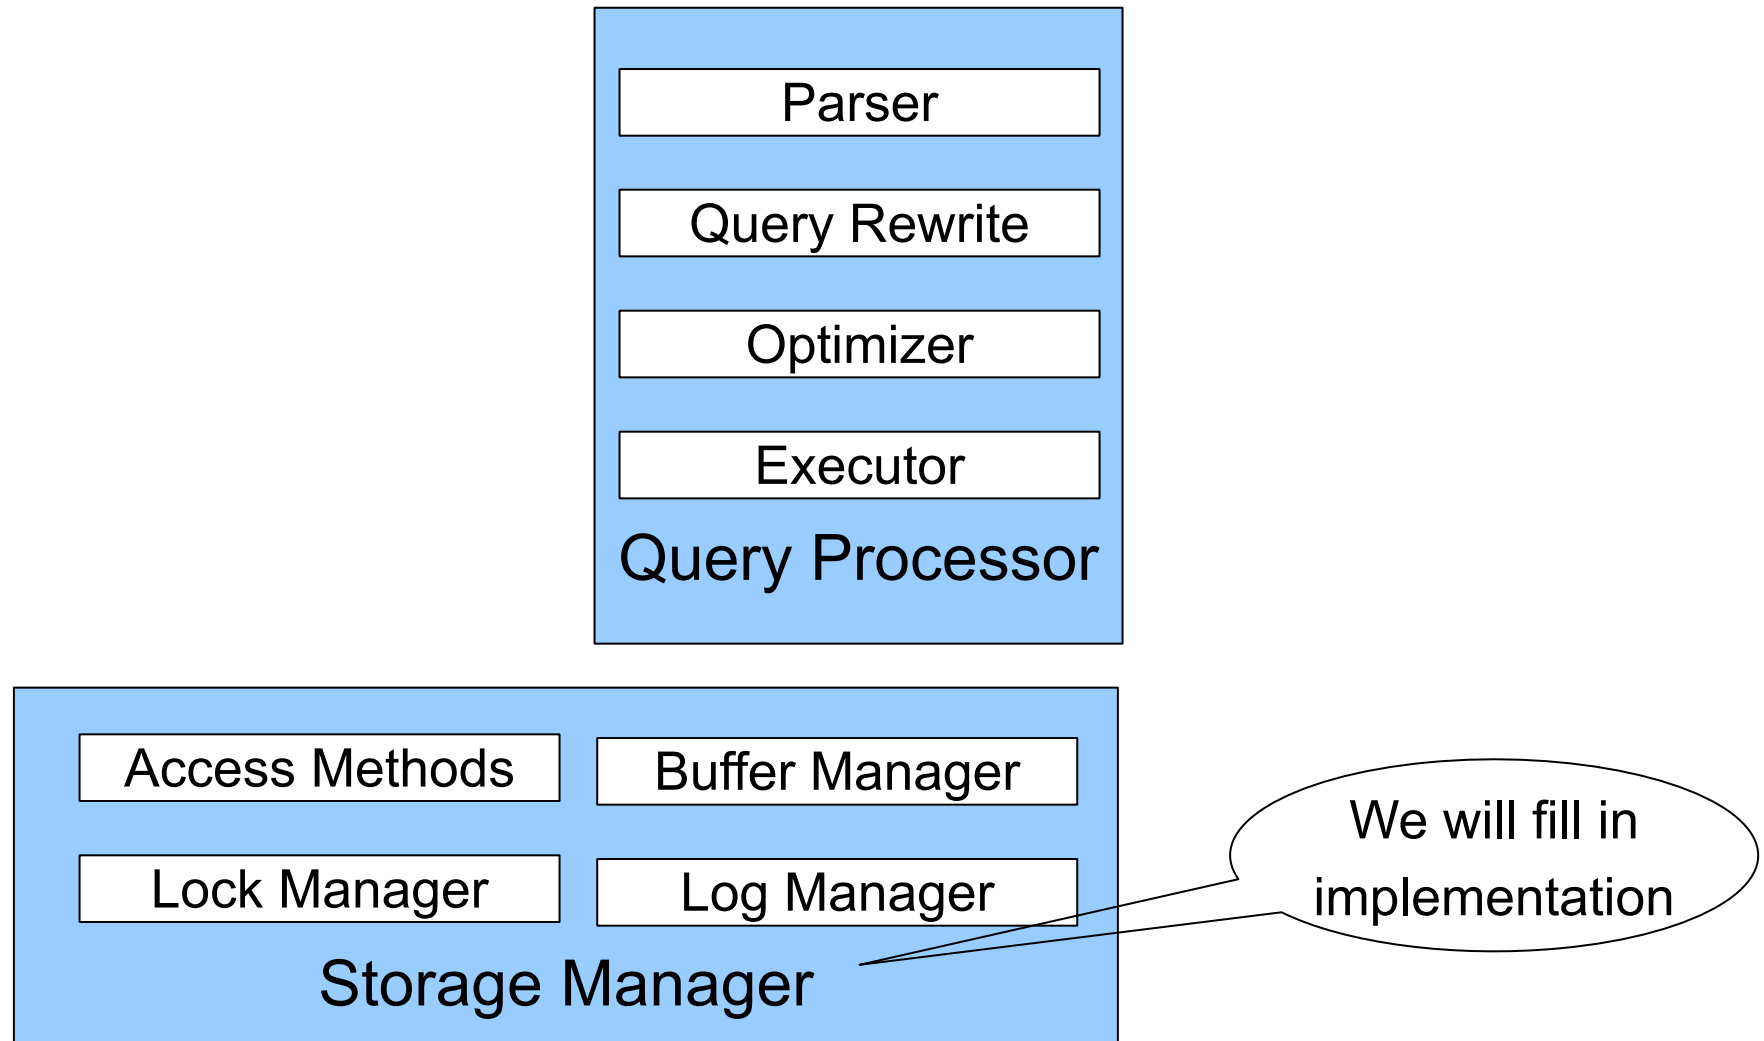 Parser
Query Rewrite
Optimizer
Executor
Query Processor
Access Methods
Buffer Manager
Lock Manager
Log Manager
Storage Manager
We will fill in
implementation